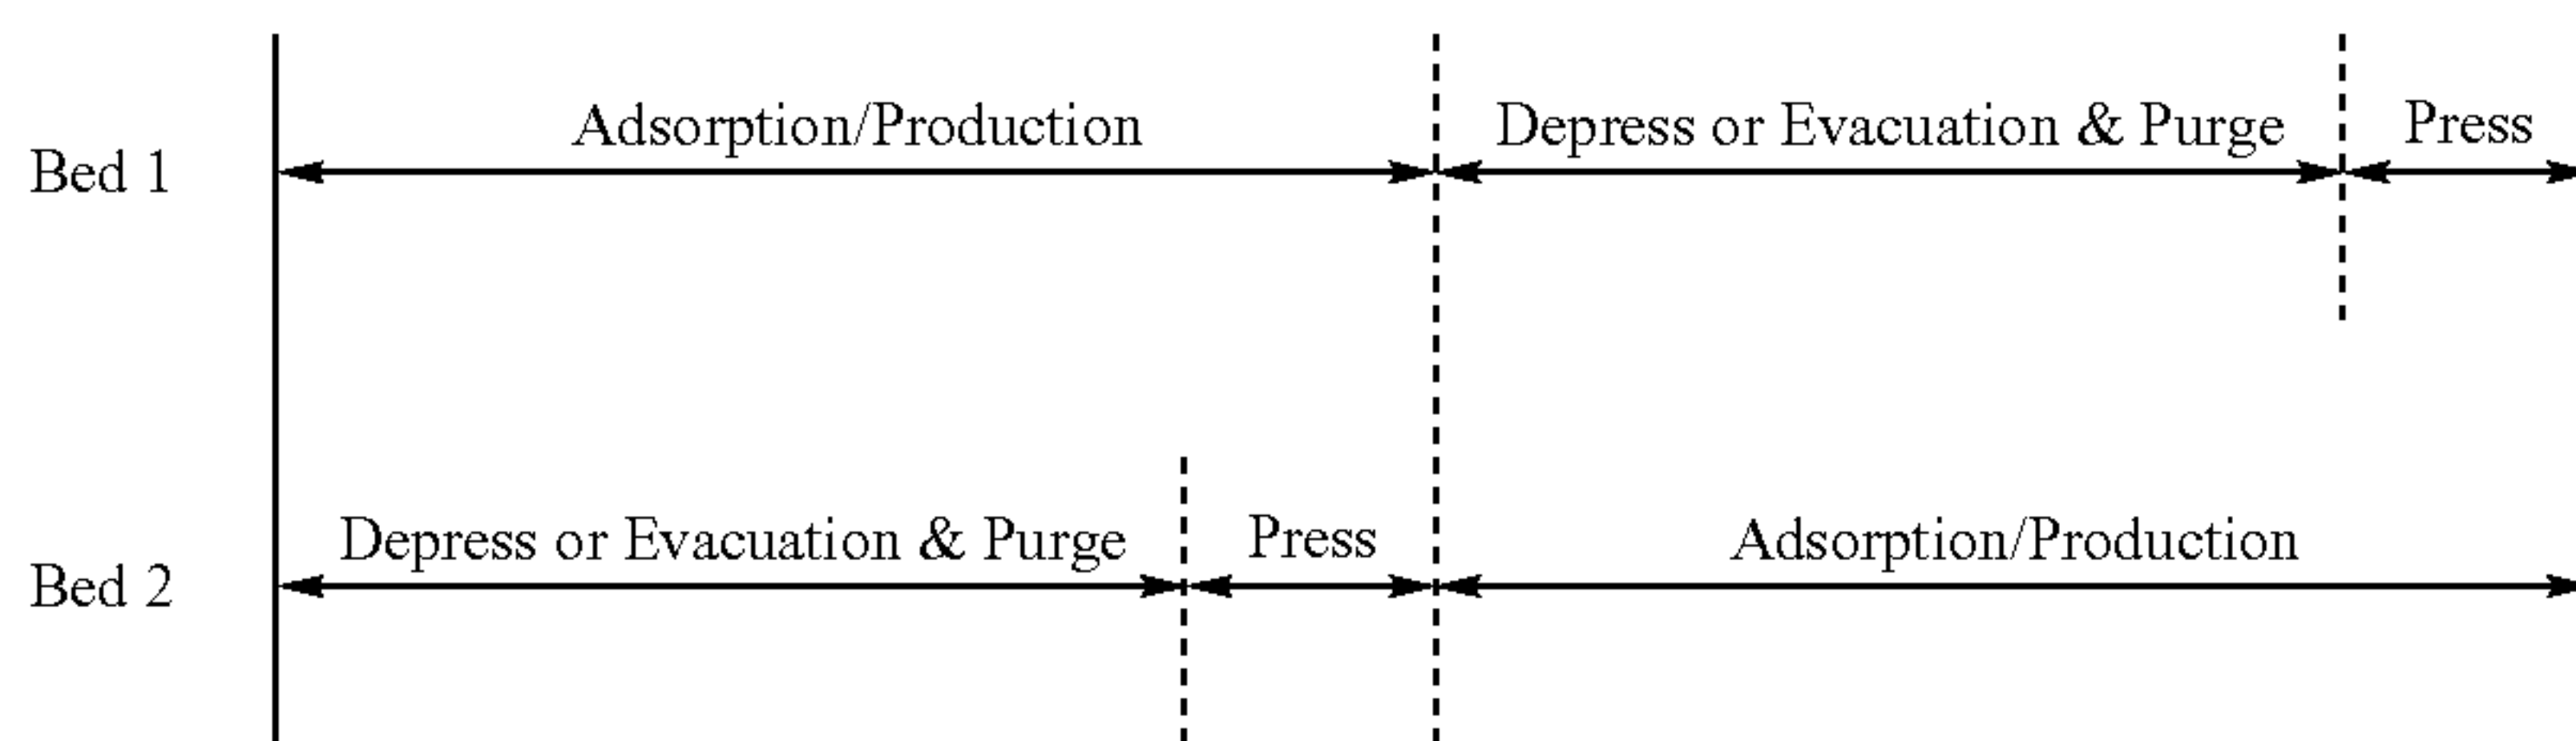 Bed 1
Adsorption/Production
Depress or Evacuation & Purge
Press
Bed 2
Depress or Evacuation & Purge
Press
Adsorption/Production